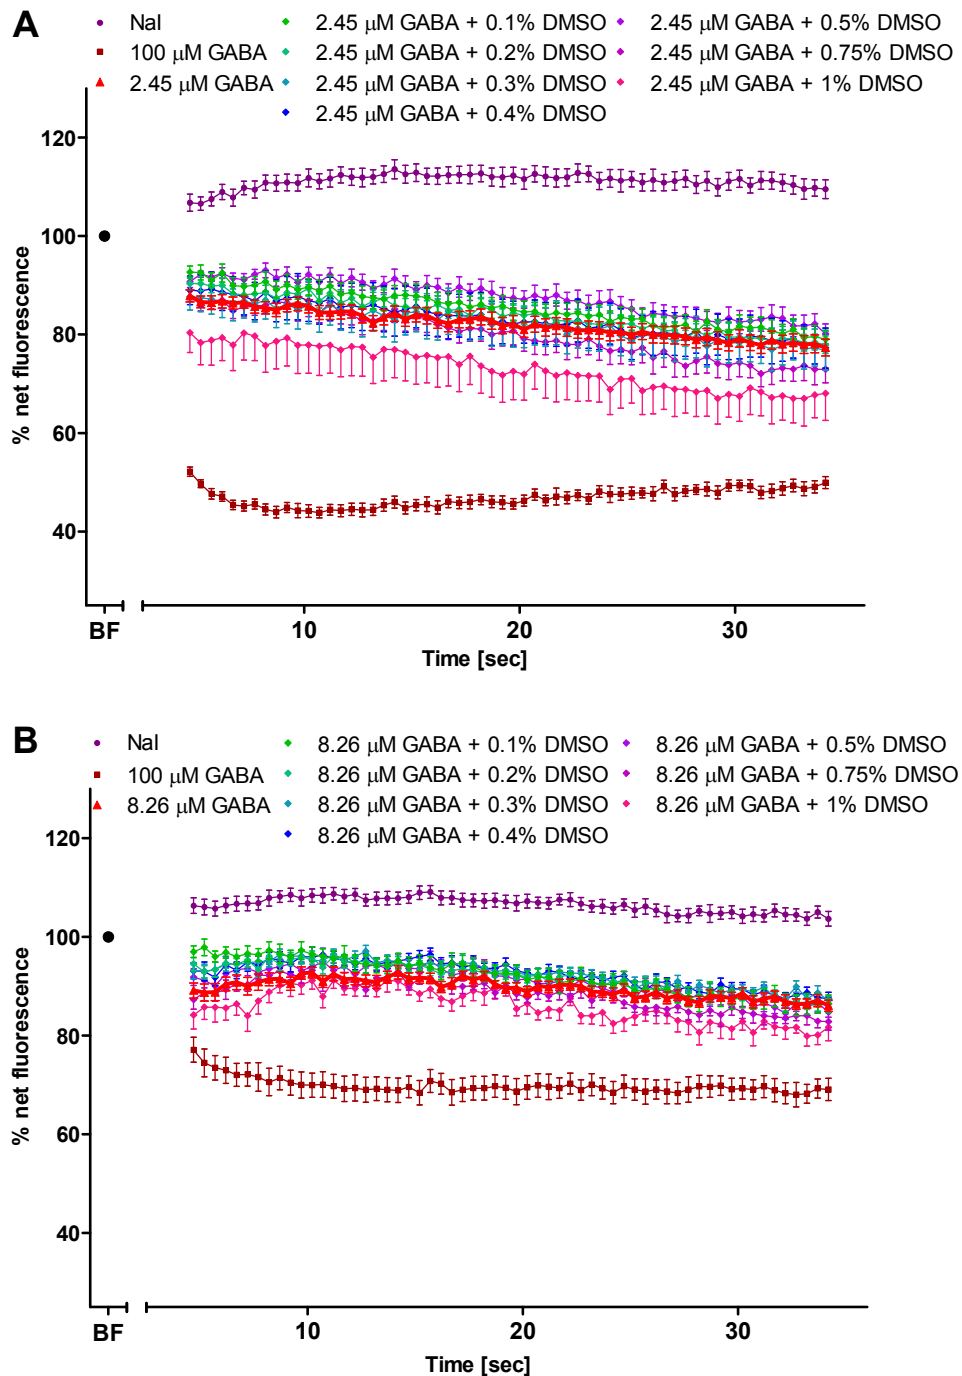 A
NaI
100 μM GABA
2.45 μM GABA
2.45 μM GABA + 0.1% DMSO
2.45 μM GABA + 0.2% DMSO
2.45 μM GABA + 0.3% DMSO
2.45 μM GABA + 0.4% DMSO
2.45 μM GABA + 0.5% DMSO
2.45 μM GABA + 0.75% DMSO
2.45 μM GABA + 1% DMSO
% net fluorescence
120
100
80
60
40
BF
10
20
30
Time [sec]
B
NaI
100 μM GABA
8.26 μM GABA
8.26 μM GABA + 0.1% DMSO
8.26 μM GABA + 0.2% DMSO
8.26 μM GABA + 0.3% DMSO
8.26 μM GABA + 0.4% DMSO
8.26 μM GABA + 0.5% DMSO
8.26 μM GABA + 0.75% DMSO
8.26 μM GABA + 1% DMSO
% net fluorescence
120
100
80
60
40
BF
10
20
30
Time [sec]